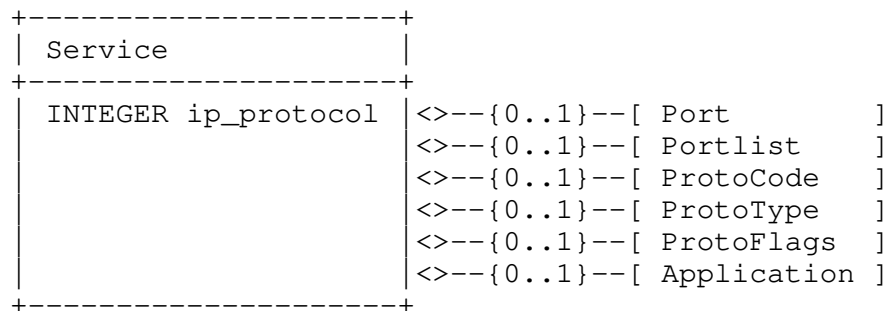 +---------------------+
| Service             |
+---------------------+
| INTEGER ip_protocol |<>--{0..1}--[ Port        ]
|                     |<>--{0..1}--[ Portlist    ]
|                     |<>--{0..1}--[ ProtoCode   ]
|                     |<>--{0..1}--[ ProtoType   ]
|                     |<>--{0..1}--[ ProtoFlags  ]
|                     |<>--{0..1}--[ Application ]
+---------------------+